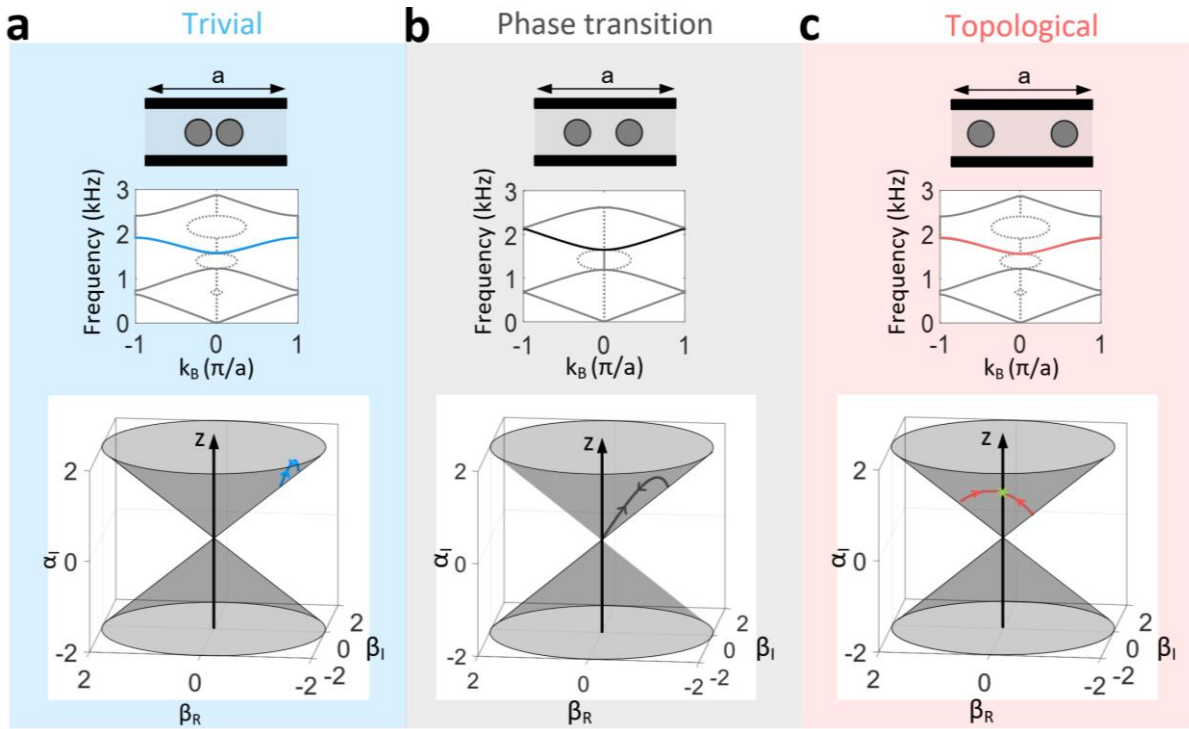 a Trivial
a
Frequency (kHz)
3
2
1
0
-1 0 1
k_B (π/a)
z
2
0
-2
α_I
2 0 -2
β_R
2
0
-2
β_I
b Phase transition
a
Frequency (kHz)
3
2
1
0
-1 0 1
k_B (π/a)
z
2
0
-2
α_I
2 0 -2
β_R
2
0
-2
β_I
c Topological
a
Frequency (kHz)
3
2
1
0
-1 0 1
k_B (π/a)
z
2
0
-2
α_I
2 0 -2
β_R
2
0
-2
β_I